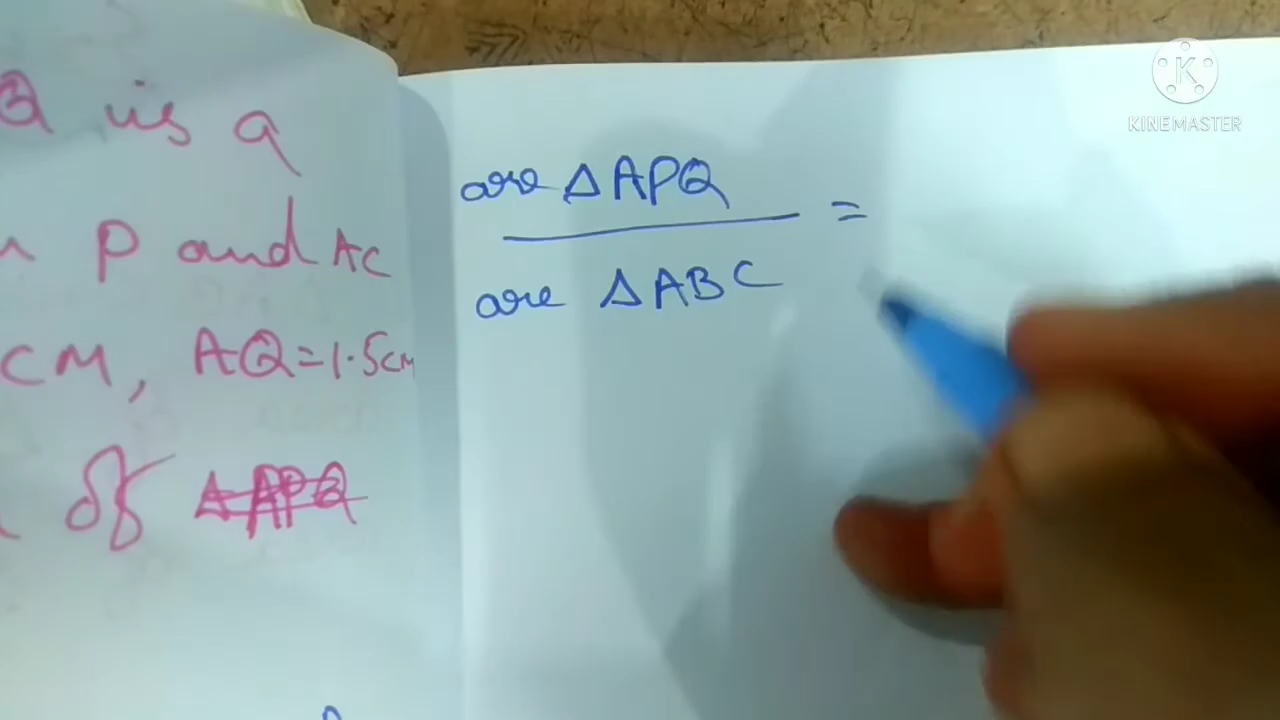 Q is a
P and AC
CM, AQ=1.5CM
of ΔAPQ
are ΔAPQ =
are ΔABC
K
KINEMASTER